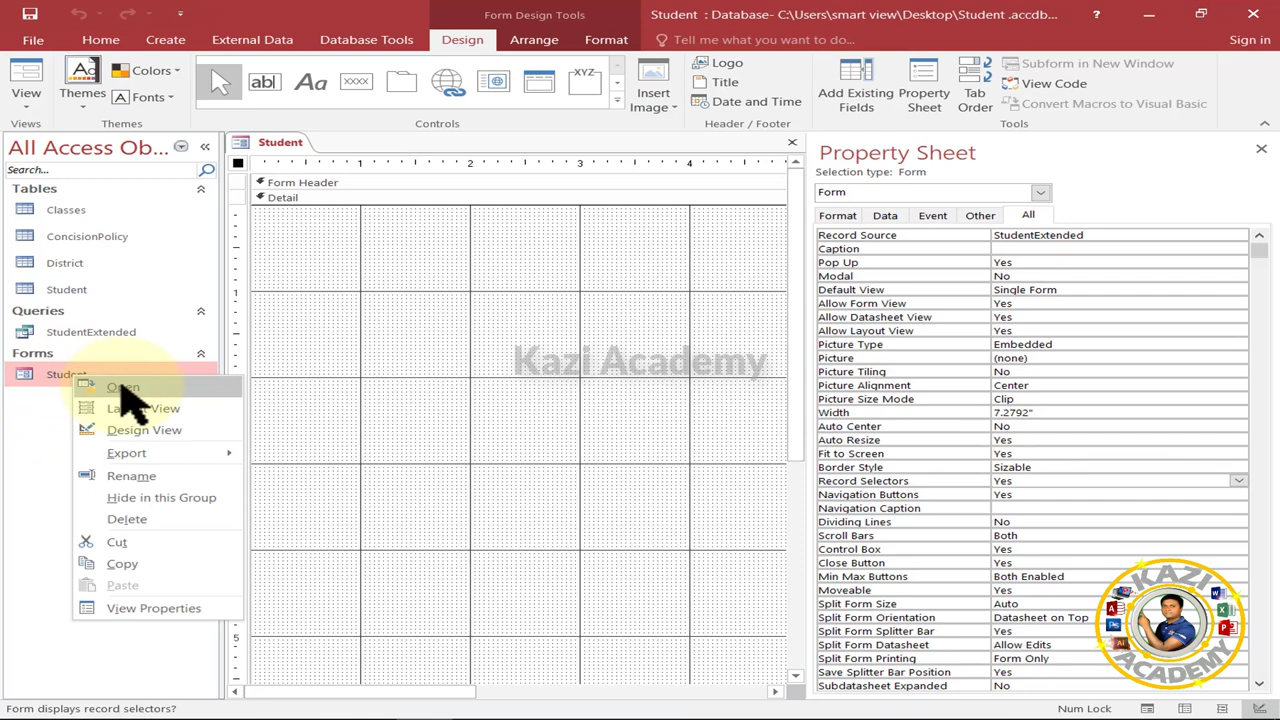 Form Design Tools
Student : Database- C:\Users\smart view\Desktop\Student .accdb...
?
File
Home
Create
External Data
Database Tools
Design
Arrange
Format
Tell me what you want to do...
Sign in
View
Views
Themes
Colors
Fonts
Themes
ab|
Aa
XXXX
XYZ
Controls
Insert
Image
Logo
Title
Date and Time
Header / Footer
Add Existing
Fields
Property
Sheet
Tab
Order
Subform in New Window
View Code
Convert Macros to Visual Basic
Tools
All Access Ob...
Search...
Tables
Classes
ConcisionPolicy
District
Student
Queries
StudentExtended
Forms
Student
Open
Layout View
Design View
Export
Rename
Hide in this Group
Delete
Cut
Copy
Paste
View Properties
Student
1 2 3 4
Form Header
Detail
1
5
Kazi Academy
Property Sheet
Selection type: Form
Form
Format Data Event Other All
Record Source StudentExtended
Caption
Pop Up Yes
Modal No
Default View Single Form
Allow Form View Yes
Allow Datasheet View Yes
Allow Layout View Yes
Picture Type Embedded
Picture (none)
Picture Tiling No
Picture Alignment Center
Picture Size Mode Clip
Width 7.2792"
Auto Center No
Auto Resize Yes
Fit to Screen Yes
Border Style Sizable
Record Selectors Yes
Navigation Buttons Yes
Navigation Caption
Dividing Lines No
Scroll Bars Both
Control Box Yes
Close Button Yes
Min Max Buttons Both Enabled
Moveable Yes
Split Form Size Auto
Split Form Orientation Datasheet on Top
Split Form Splitter Bar Yes
Split Form Datasheet Allow Edits
Split Form Printing Form Only
Save Splitter Bar Position Yes
Subdatasheet Expanded No
KAZI
ACADEMY
Form displays record selectors?
Num Lock